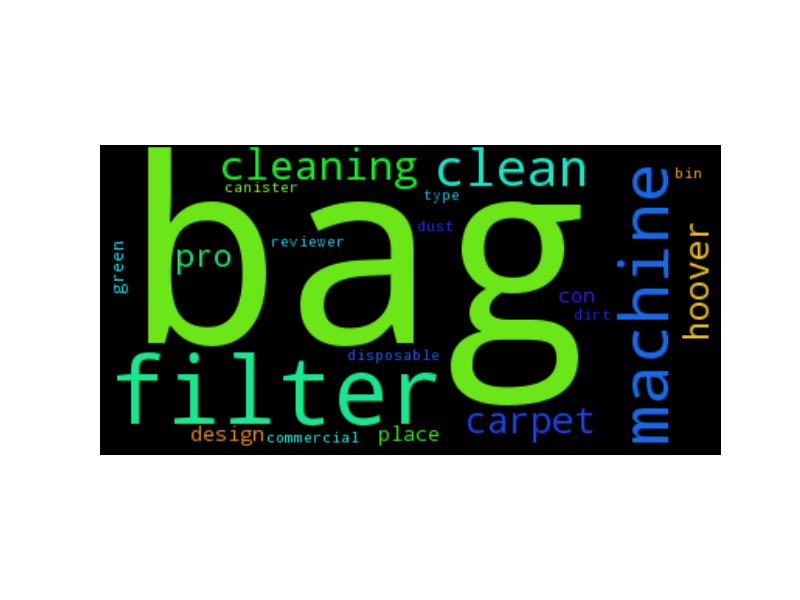 cleaning
clean
canister
type
bin
bag
dust
pro
reviewer
green
machine
hoover
con
dirt
disposable
filter
carpet
design
commercial
place